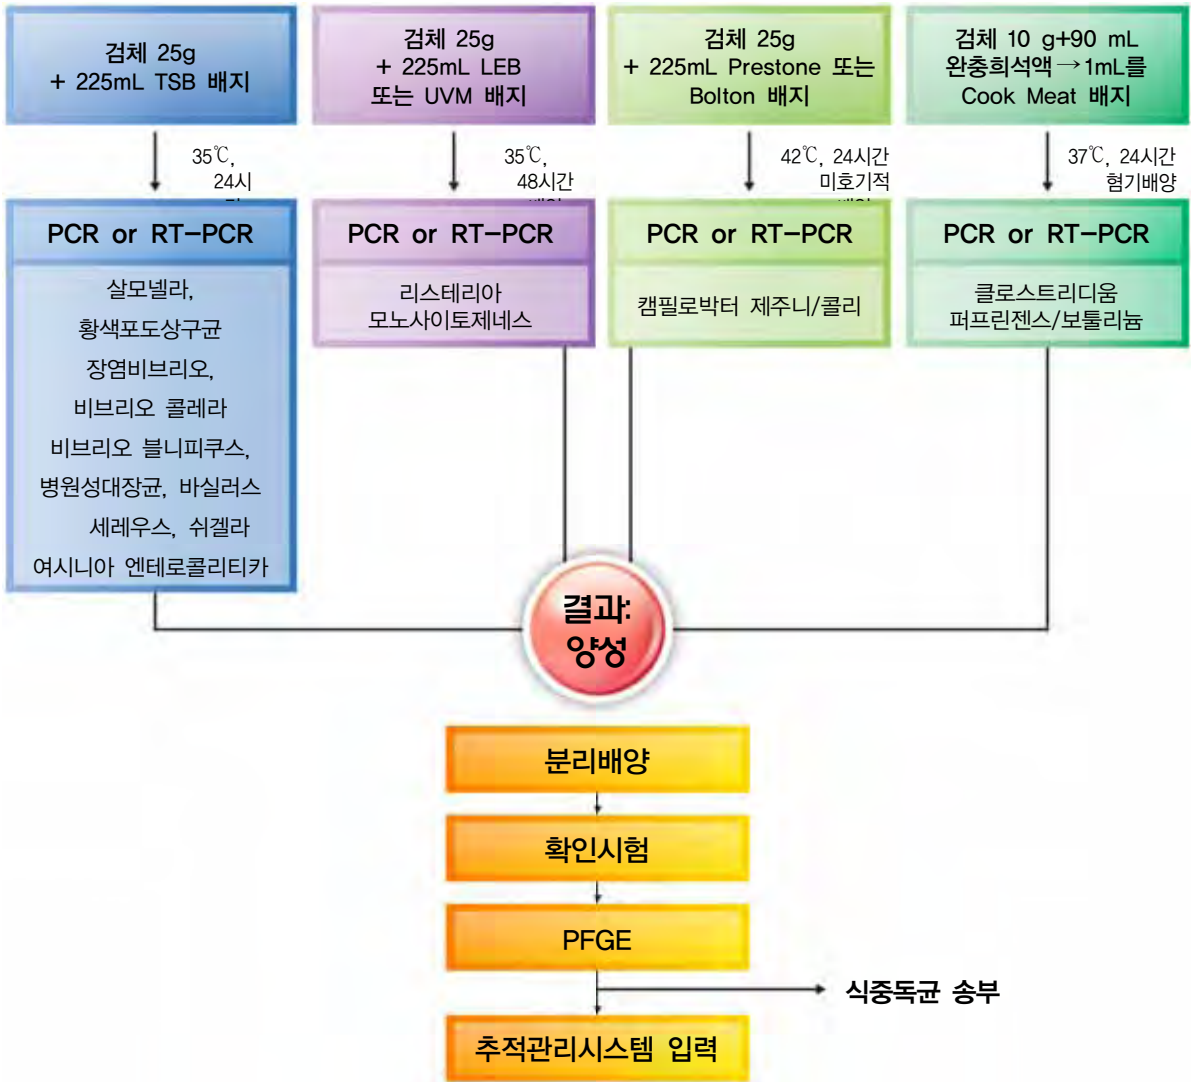 검체 25g
+ 225mL TSB 배지
검체 25g
+ 225mL LEB
또는 UVM 배지
검체 25g
+ 225mL Prestone 또는
Bolton 배지
검체 10 g+90 mL
완충희석액→1mL를
Cook Meat 배지
35℃,
24시
35℃,
48시간
42℃, 24시간
미호기적
37℃, 24시간
혐기배양
PCR or RT-PCR
살모넬라,
황색포도상구균
장염비브리오,
비브리오 콜레라
비브리오 블니피쿠스,
병원성대장균, 바실러스
세레우스, 쉬겔라
여시니아 엔테로콜리티카
PCR or RT-PCR
리스테리아
모노사이토제네스
PCR or RT-PCR
캠필로박터 제주니/콜리
PCR or RT-PCR
클로스트리디움
퍼프린젠스/보툴리늄
결과:
양성
분리배양
확인시험
PFGE
식중독균 송부
추적관리시스템 입력